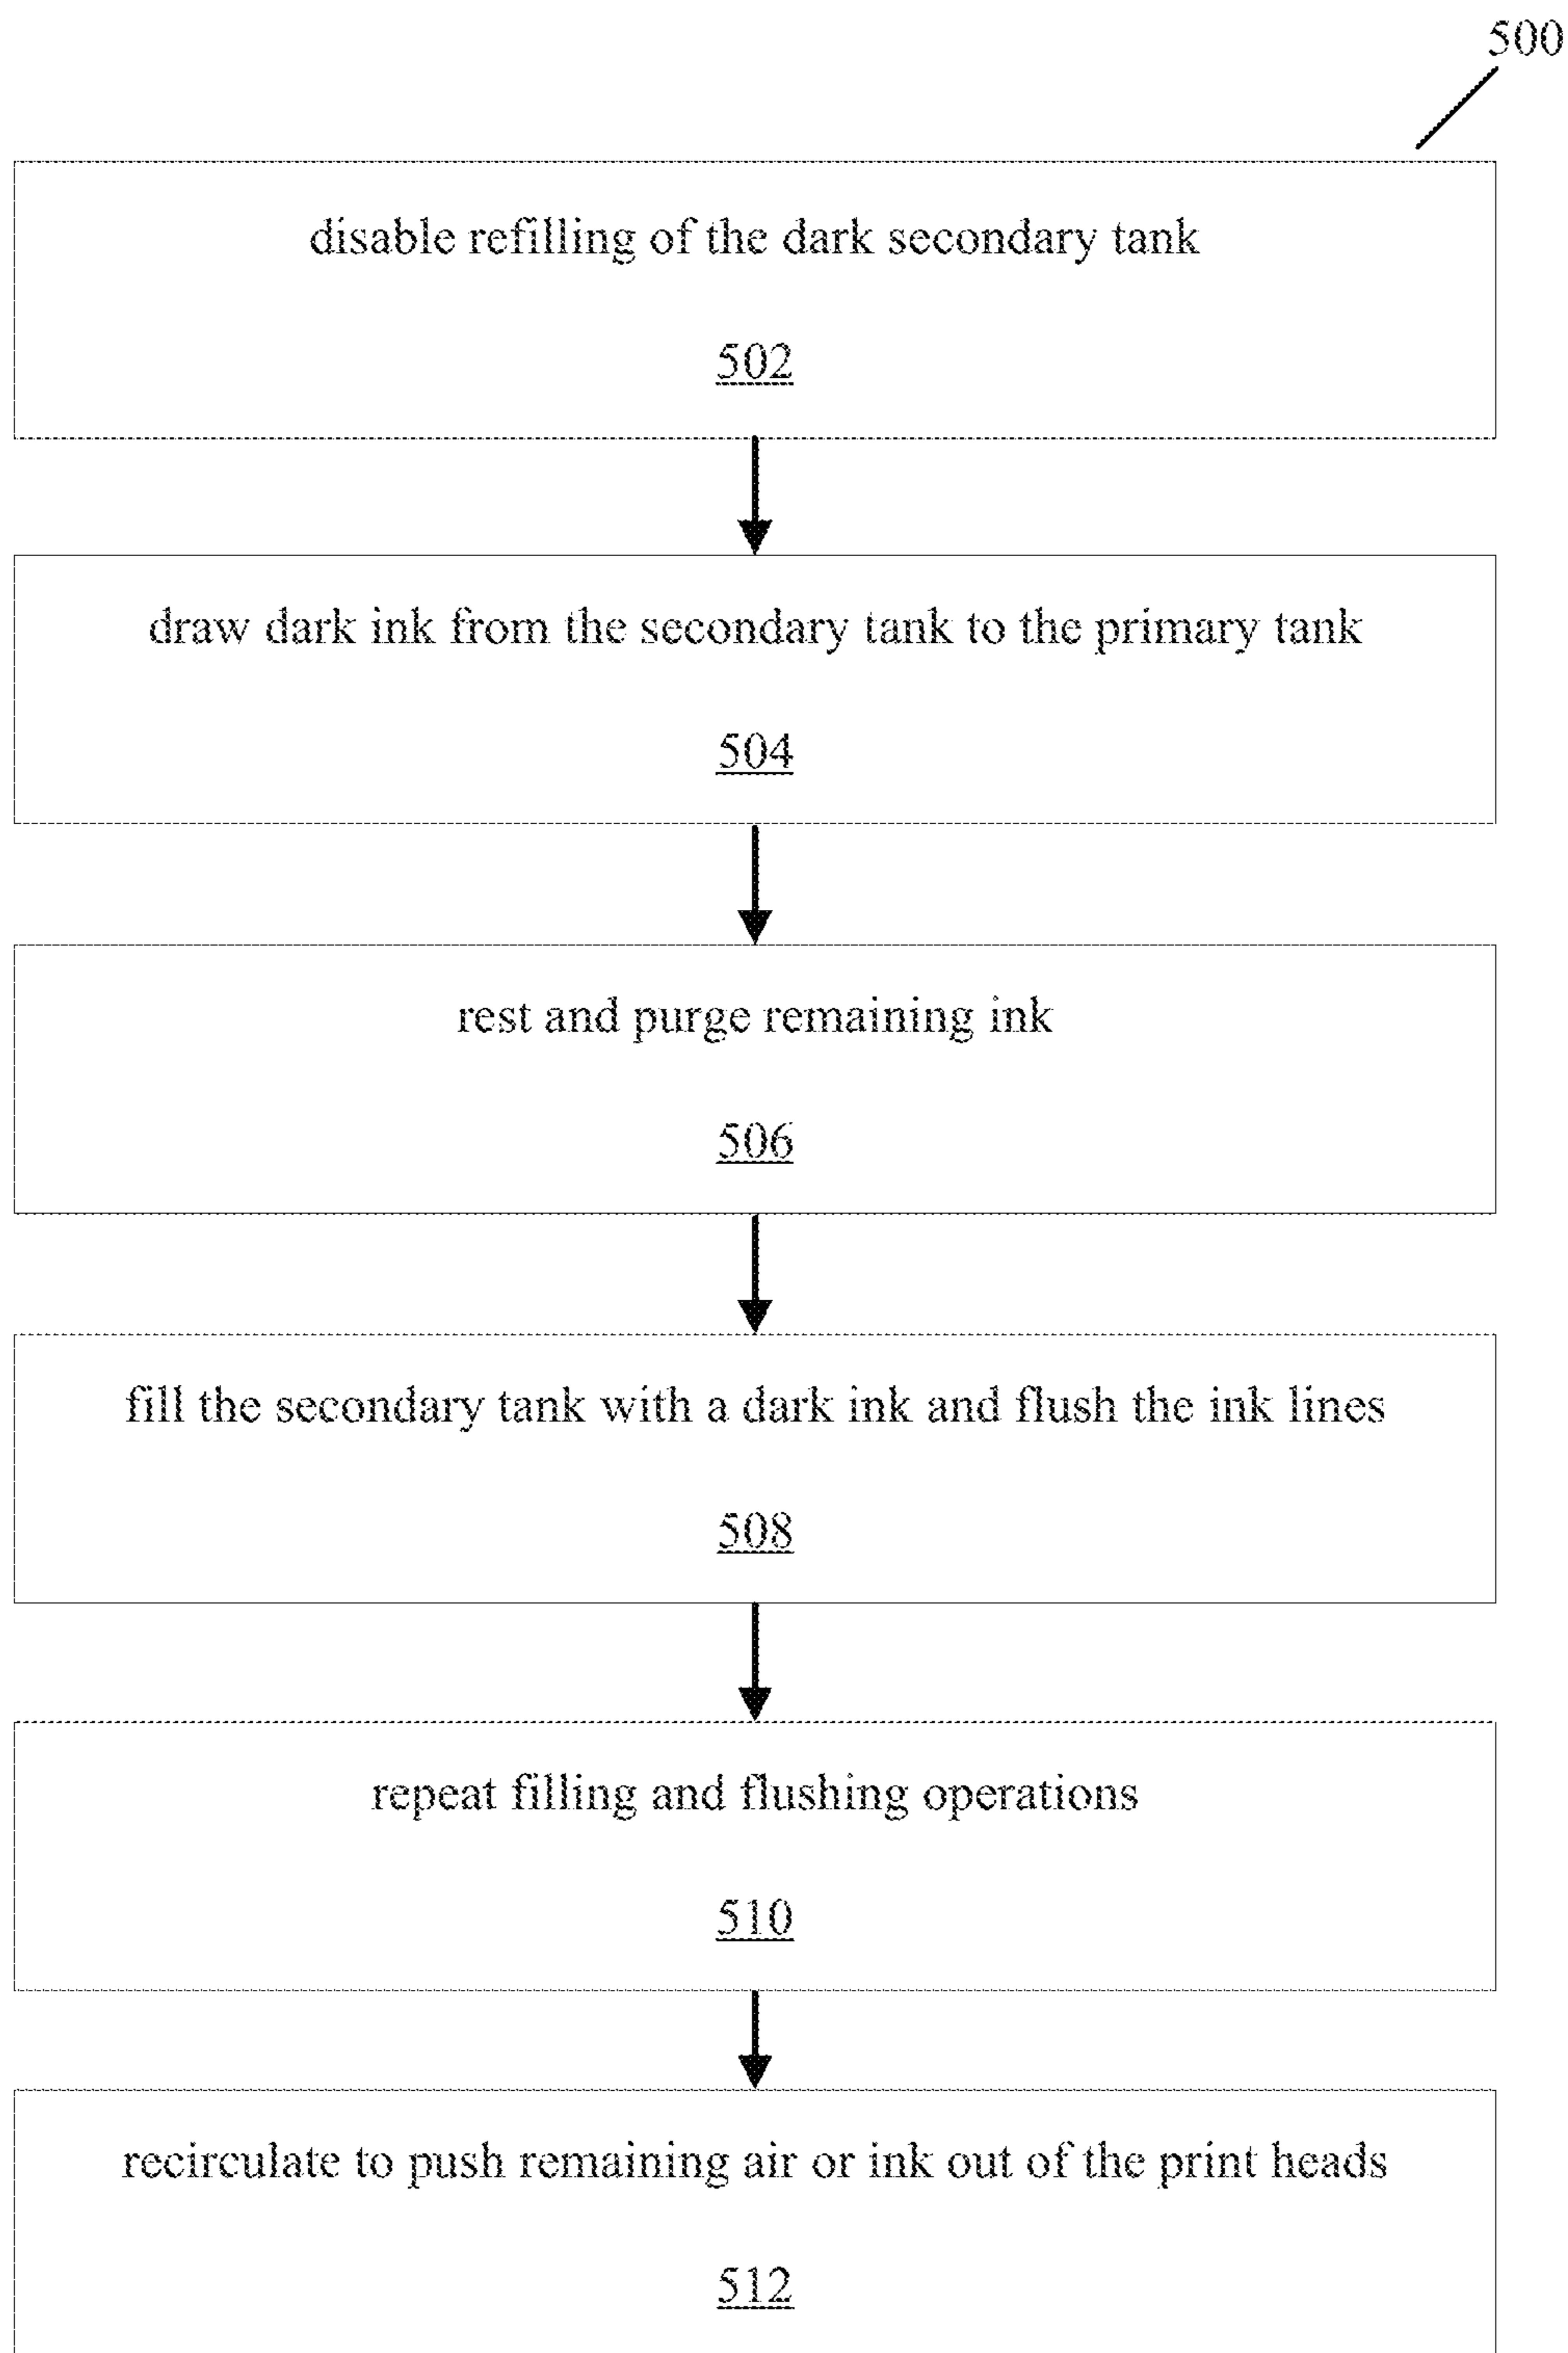 500
disable refilling of the dark secondary tank
502
draw dark ink from the secondary tank to the primary tank
504
rest and purge remaining ink
506
fill the secondary tank with a dark ink and flush the ink lines
508
repeat filling and flushing operations
510
recirculate to push remaining air or ink out of the print heads
512